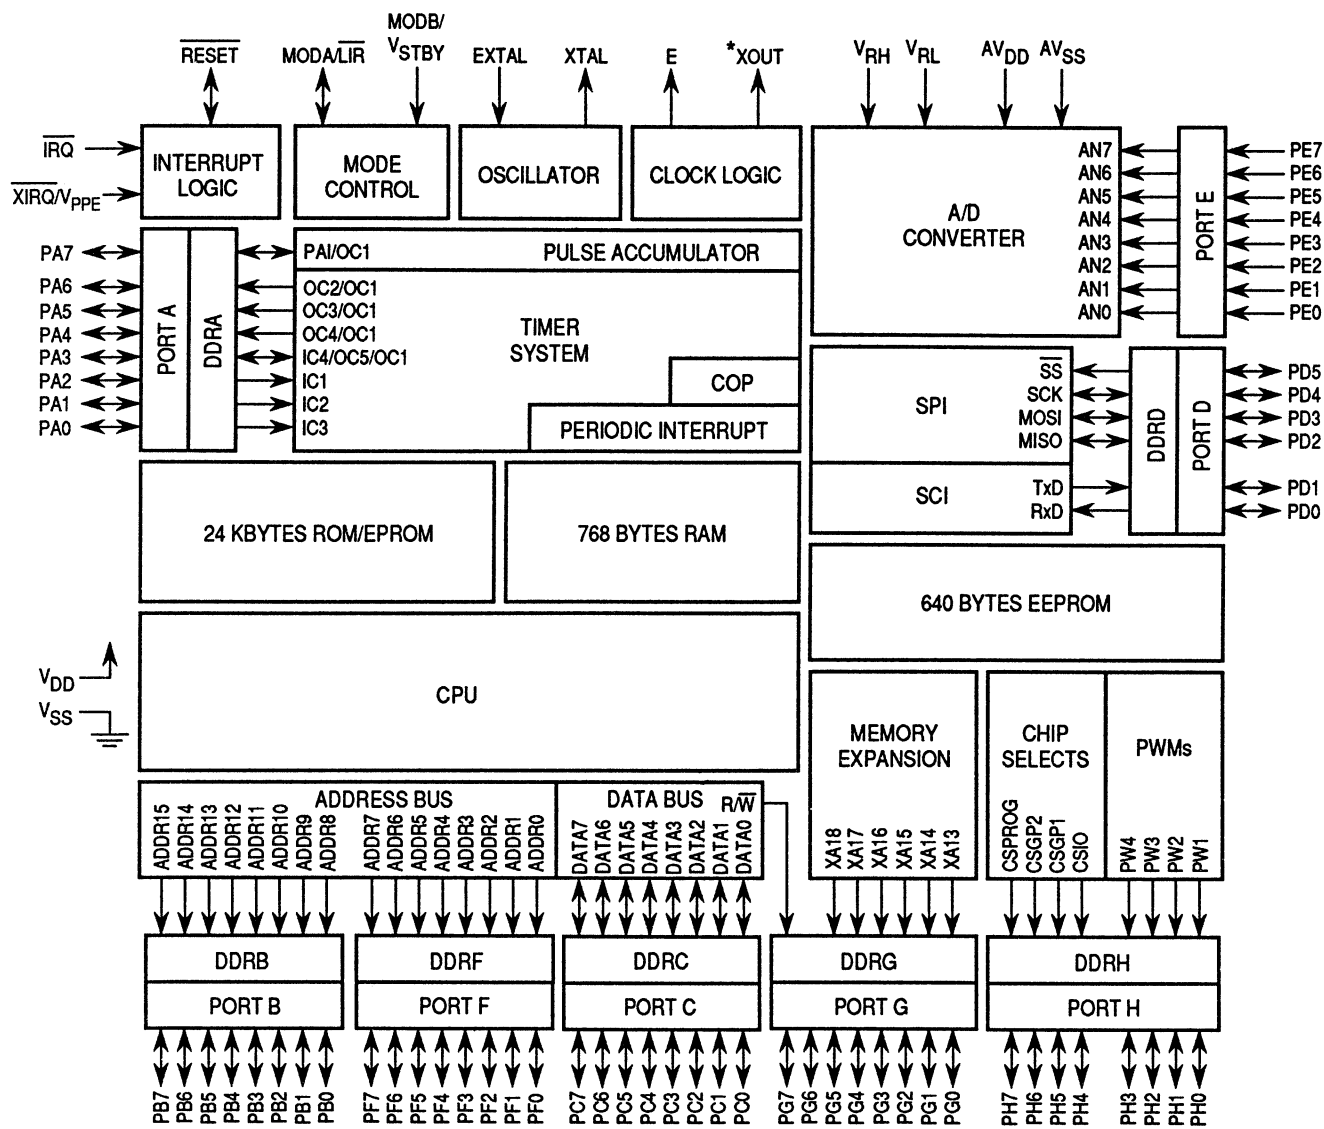 RESET
MODA/LIR
MODB/
VSTBY
EXTAL
XTAL
E
*XOUT
VRH
VRL
AVDD
AVSS
IRQ
XIRQ/VPPE
INTERRUPT
LOGIC
MODE
CONTROL
OSCILLATOR
CLOCK LOGIC
A/D
CONVERTER
AN7
AN6
AN5
AN4
AN3
AN2
AN1
AN0
PORT E
PE7
PE6
PE5
PE4
PE3
PE2
PE1
PE0
PA7
PA6
PA5
PA4
PA3
PA2
PA1
PA0
PORT A
DDRA
PAI/OC1
PULSE ACCUMULATOR
OC2/OC1
OC3/OC1
OC4/OC1
IC4/OC5/OC1
IC1
IC2
IC3
TIMER
SYSTEM
COP
PERIODIC INTERRUPT
SPI
SS
SCK
MOSI
MISO
SCI
TxD
RxD
DDRD
PORT D
PD5
PD4
PD3
PD2
PD1
PD0
24 KBYTES ROM/EPROM
768 BYTES RAM
640 BYTES EEPROM
VDD
VSS
CPU
MEMORY
EXPANSION
CHIP
SELECTS
PWMs
ADDRESS BUS
DATA BUS
R/W
ADDR15
ADDR14
ADDR13
ADDR12
ADDR11
ADDR10
ADDR9
ADDR8
ADDR7
ADDR6
ADDR5
ADDR4
ADDR3
ADDR2
ADDR1
ADDR0
DATA7
DATA6
DATA5
DATA4
DATA3
DATA2
DATA1
DATA0
XA18
XA17
XA16
XA15
XA14
XA13
CSPROG
CSGP2
CSGP1
CSIO
PW4
PW3
PW2
PW1
DDRB
DDRF
DDRC
DDRG
DDRH
PORT B
PORT F
PORT C
PORT G
PORT H
PB7
PB6
PB5
PB4
PB3
PB2
PB1
PB0
PF7
PF6
PF5
PF4
PF3
PF2
PF1
PF0
PC7
PC6
PC5
PC4
PC3
PC2
PC1
PC0
PG7
PG6
PG5
PG4
PG3
PG2
PG1
PG0
PH7
PH6
PH5
PH4
PH3
PH2
PH1
PH0